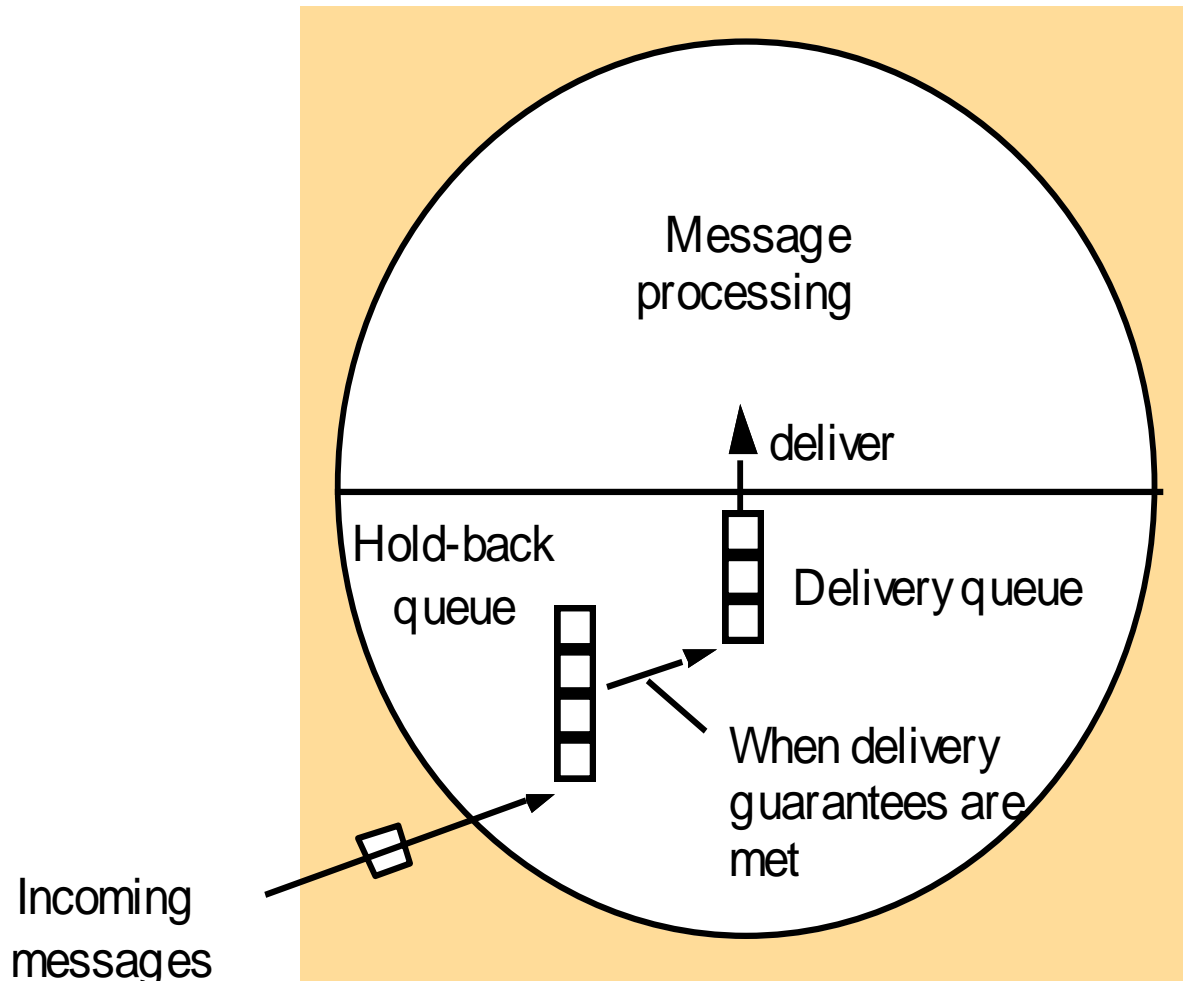 Message
processing
deliver
Hold-back
queue
Delivery queue
When delivery
guarantees are
met
Incoming
messages